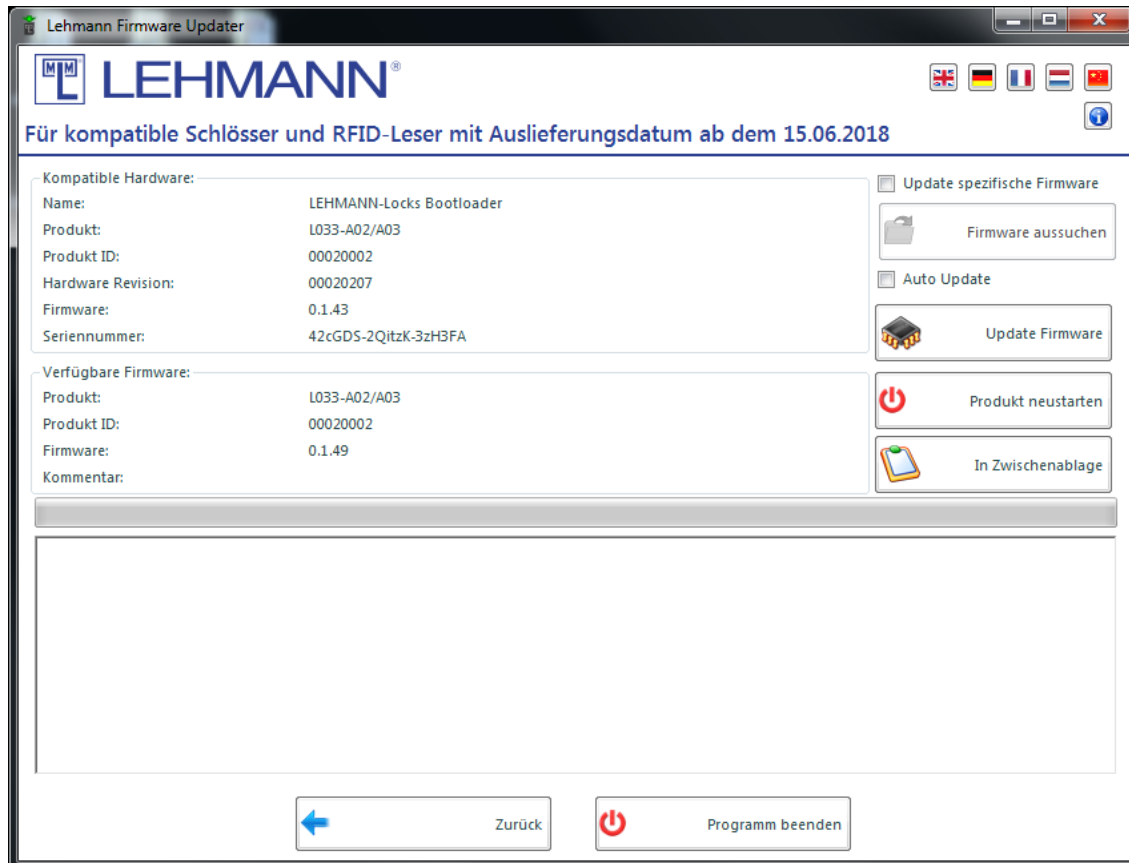 Lehmann Firmware Updater
MLM LEHMANN®
Für kompatible Schlösser und RFID-Leser mit Auslieferungsdatum ab dem 15.06.2018
Kompatible Hardware:
Name: LEHMANN-Locks Bootloader
Produkt: L033-A02/A03
Produkt ID: 00020002
Hardware Revision: 00020207
Firmware: 0.1.43
Seriennummer: 42cGDS-2QitzK-3zH3FA
Verfügbare Firmware:
Produkt: L033-A02/A03
Produkt ID: 00020002
Firmware: 0.1.49
Kommentar:
Update spezifische Firmware
Firmware aussuchen
Auto Update
Update Firmware
Produkt neustarten
In Zwischenablage
Zurück
Programm beenden